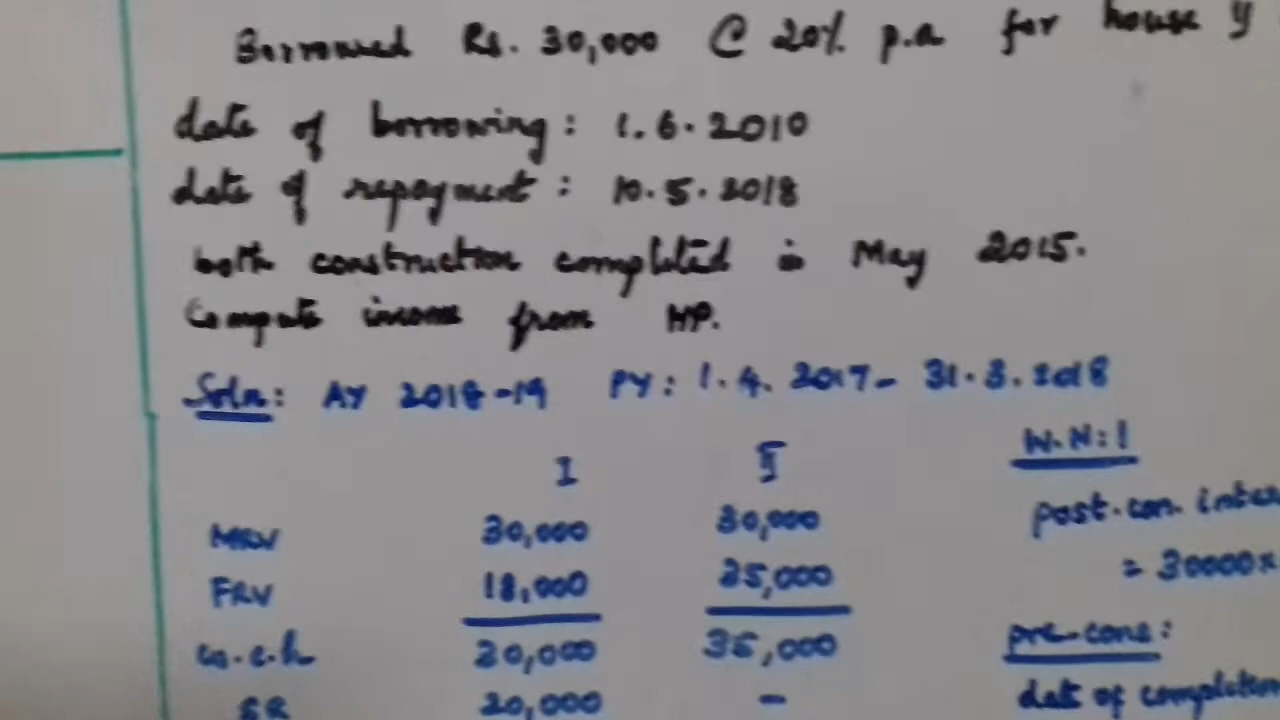 Borrowed Rs. 30,000 @ 20% p.a for house y
date of borrowing : 1.6.2010
date of repayment : 10.5.2018
both construction completed in May 2015.
Compute income from HP.
Soln: AY 2018-19 PY: 1.4.2017- 31.3.2018
I II W.N:1
MRV 30,000 30,000 post-con. inter
FRV 18,000 35,000 = 30000x
w.e.h 30,000 35,000 pre-cons:
SR 20,000 - date of completion